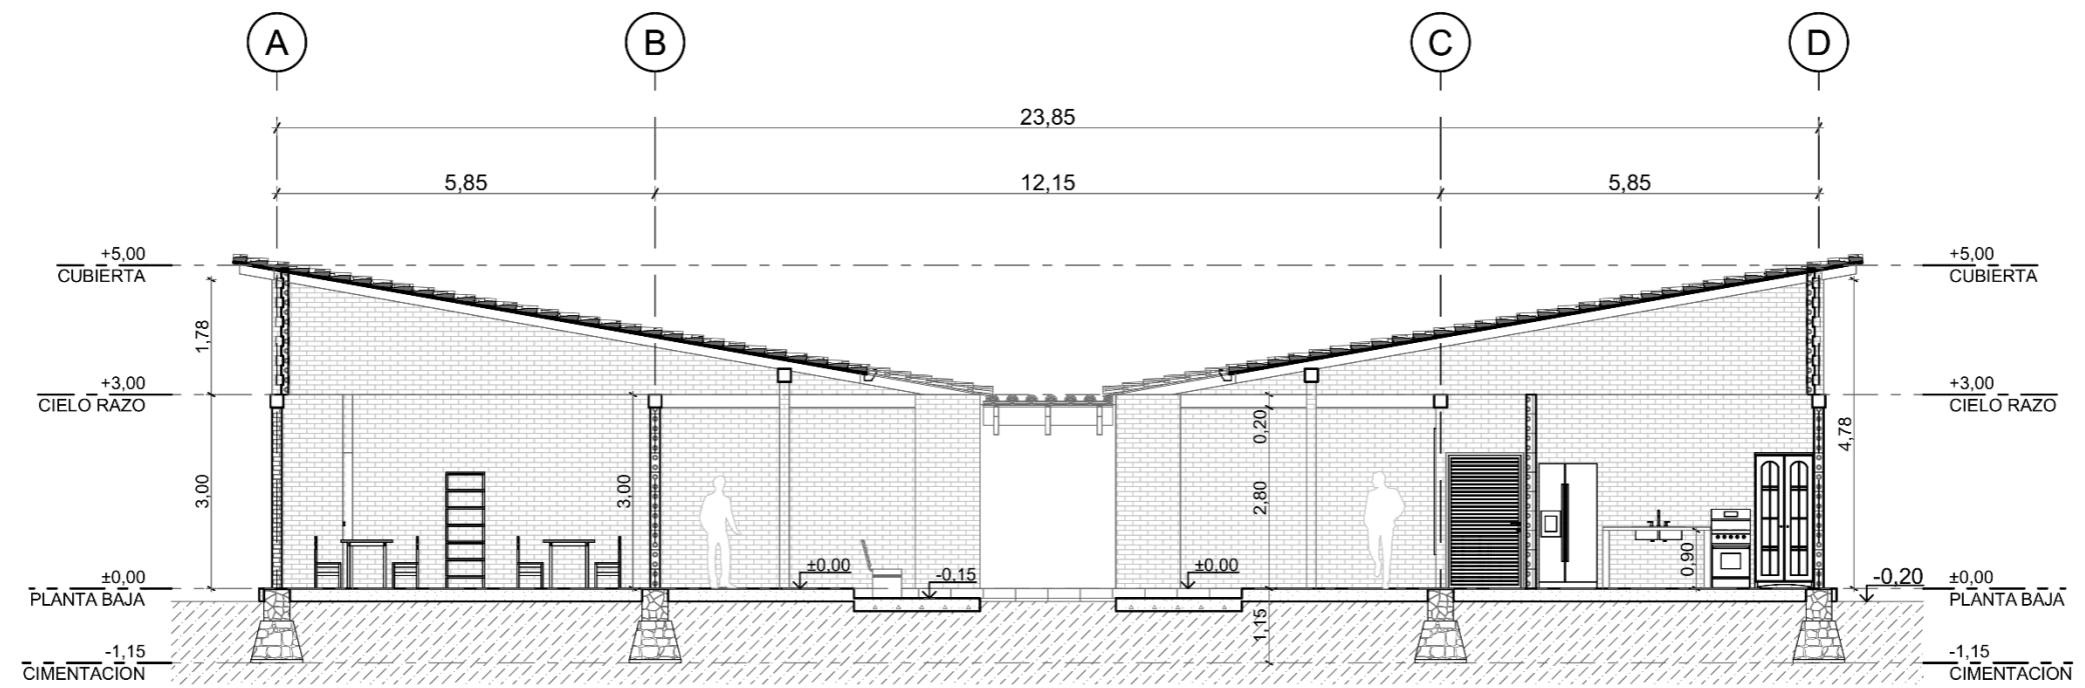 A B C D
23,85
5,85 12,15 5,85
+5,00 +5,00
CUBIERTA CUBIERTA
1,78
+3,00 +3,00
CIELO RAZO CIELO RAZO
0,20
4,78
3,00 3,00 2,80
0,90
±0,00 ±0,00 ±0,00 -0,15 -0,20 ±0,00
PLANTA BAJA PLANTA BAJA
1,15
-1,15 -1,15
CIMENTACION CIMENTACION